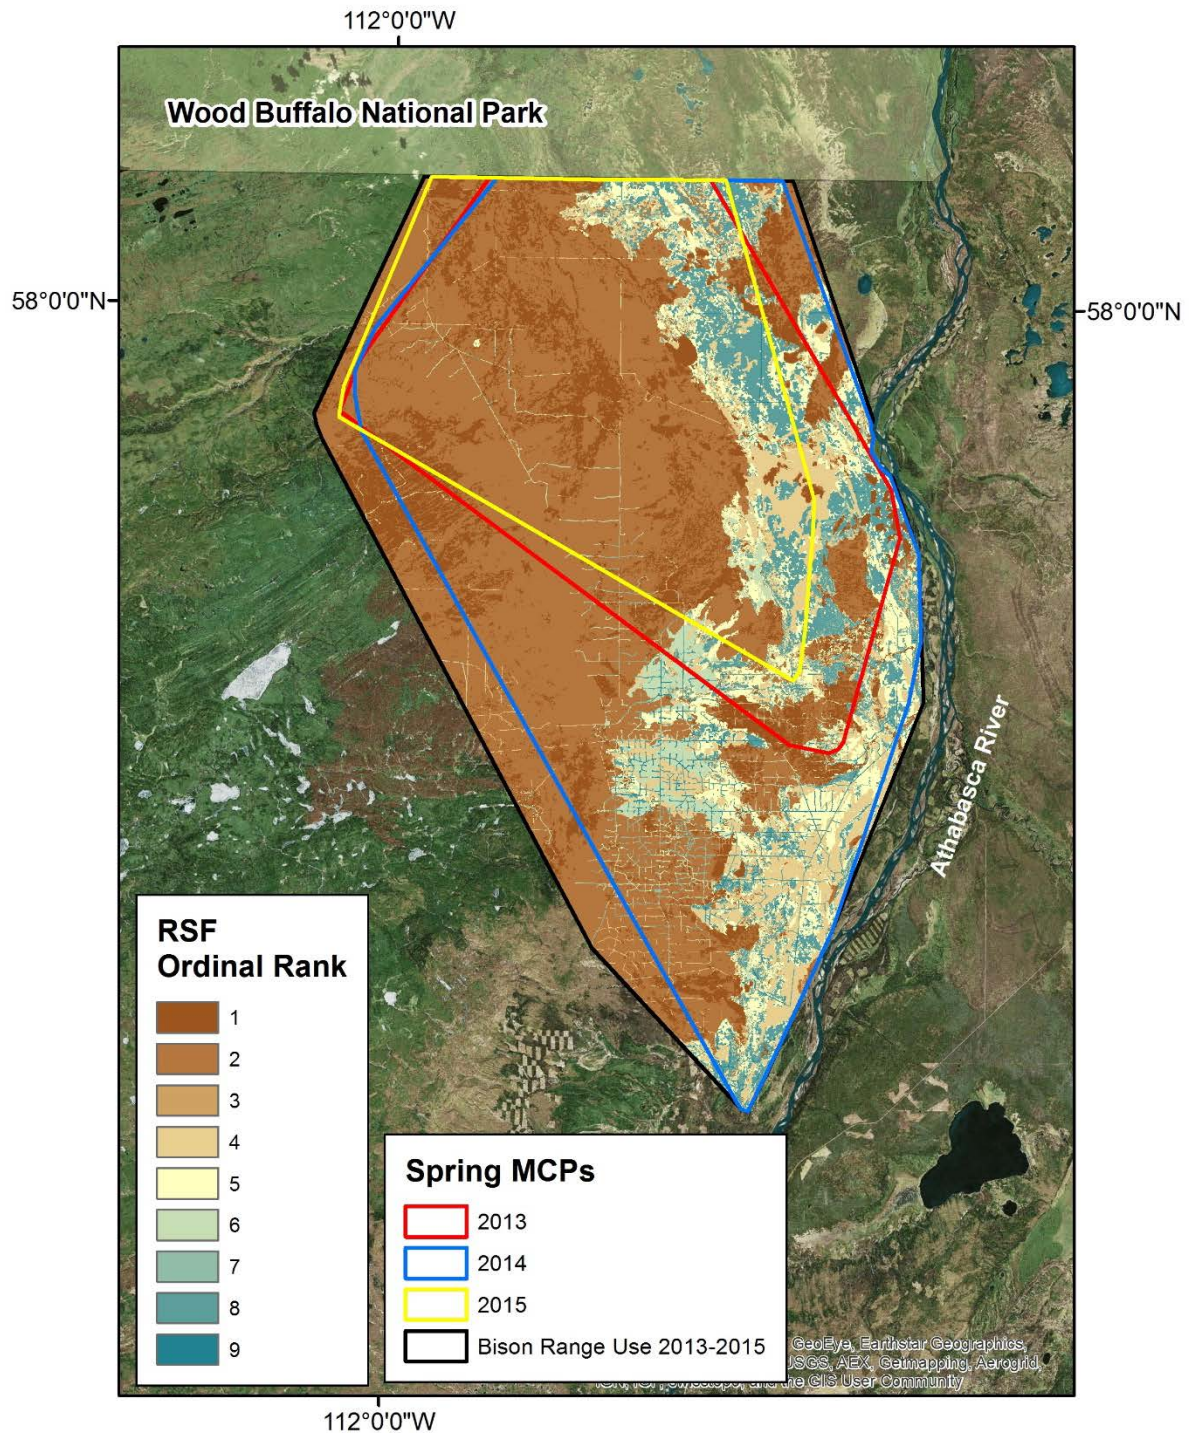 112°0'0"W
Wood Buffalo National Park
58°0'0"N
58°0'0"N
Athabasca River
RSF
Ordinal Rank
1
2
3
4
5
6
7
8
9
Spring MCPs
2013
2014
2015
Bison Range Use 2013-2015
GeoEye, Earthstar Geographics,
USGS, AEX, Getmapping, Aerogrid,
and the GIS User Community
112°0'0"W